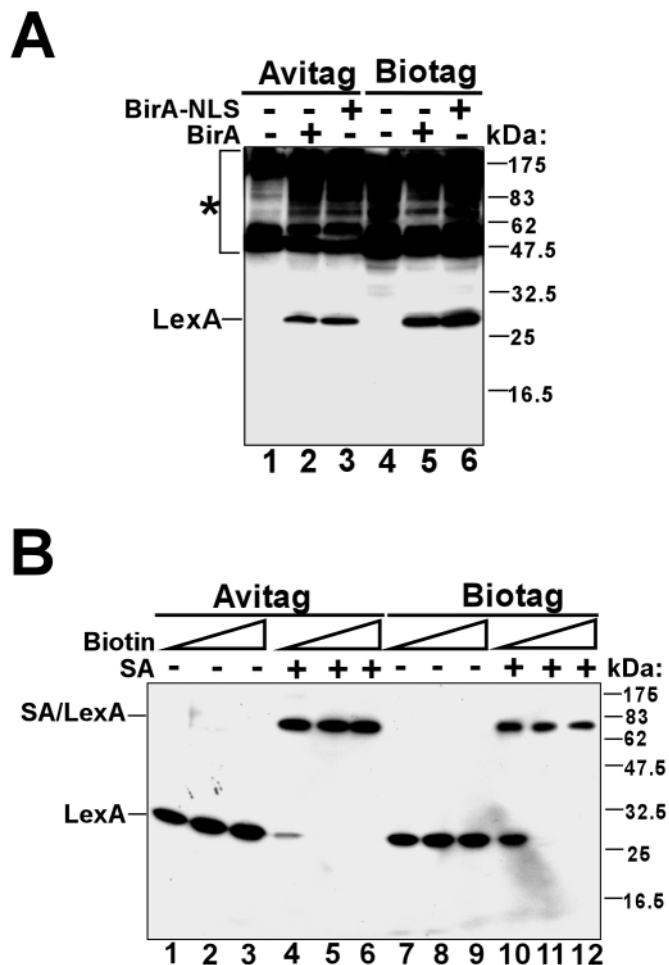 A
Avitag Biotag
BirA-NLS - - + - - +
BirA - + - - + - kDa:
175
* 83
62
47.5
32.5
LexA
25
16.5
1 2 3 4 5 6
B
Avitag Biotag
Biotin
SA - - - + + + - - - + + + kDa:
175
SA/LexA 83
62
47.5
LexA 32.5
25
16.5
1 2 3 4 5 6 7 8 9 10 11 12